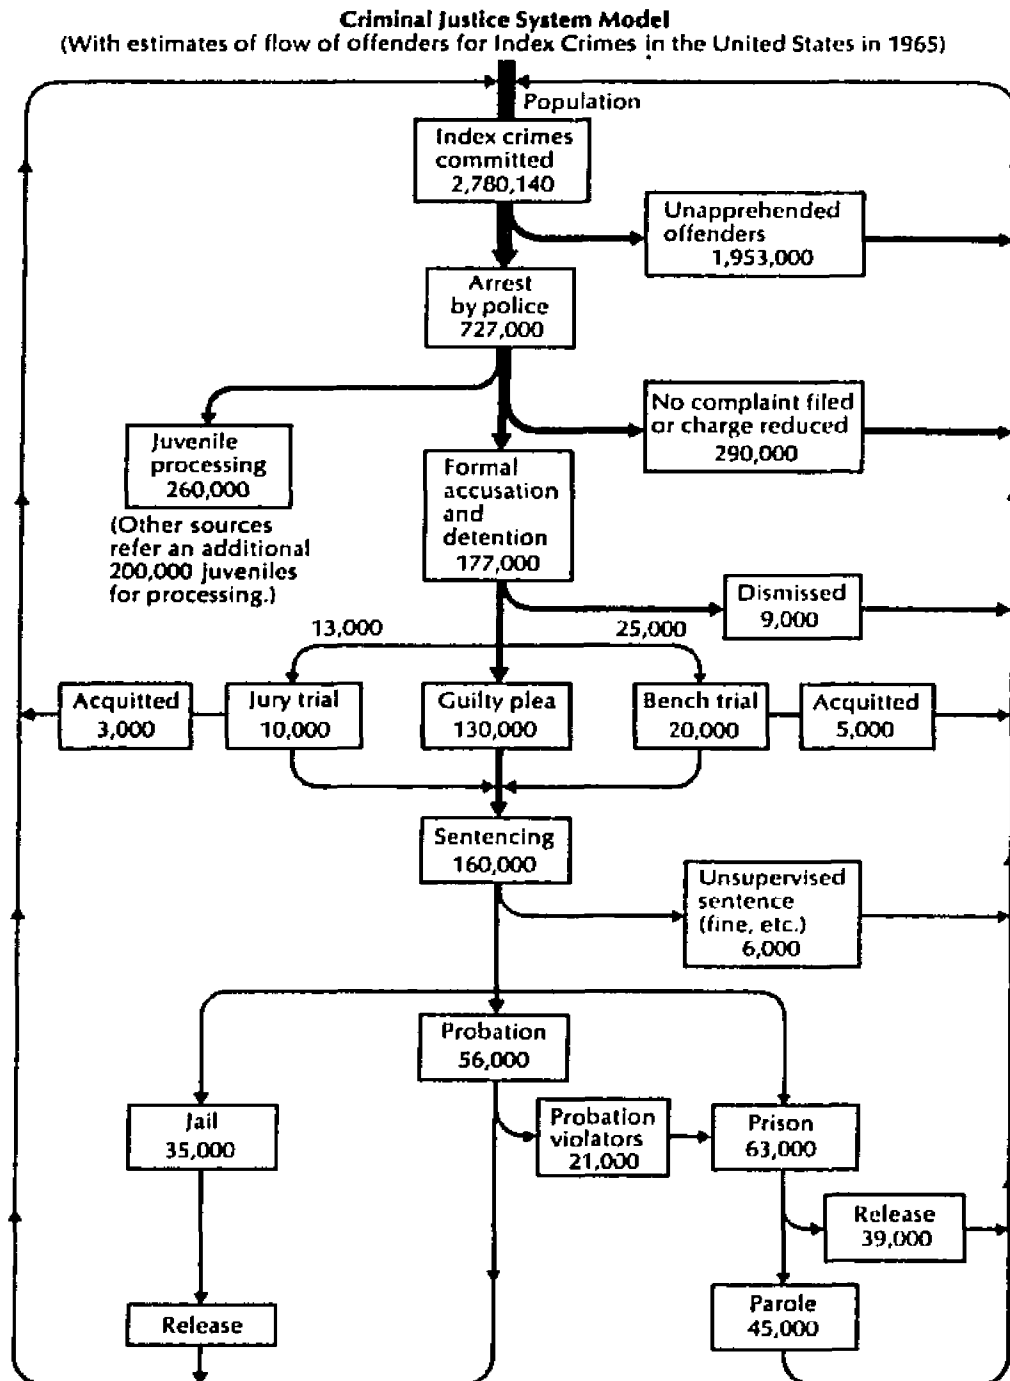 Criminal Justice System Model
(With estimates of flow of offenders for Index Crimes in the United States in 1965)
Population
Index crimes
committed
2,780,140
Unapprehended
offenders
1,953,000
Arrest
by police
727,000
No complaint filed
or charge reduced
290,000
Juvenile
processing
260,000
(Other sources
refer an additional
200,000 juveniles
for processing.)
Formal
accusation
and
detention
177,000
Dismissed
9,000
13,000
25,000
Acquitted
3,000
Jury trial
10,000
Guilty plea
130,000
Bench trial
20,000
Acquitted
5,000
Sentencing
160,000
Unsupervised
sentence
(fine, etc.)
6,000
Probation
56,000
Jail
35,000
Probation
violators
21,000
Prison
63,000
Release
39,000
Release
Parole
45,000